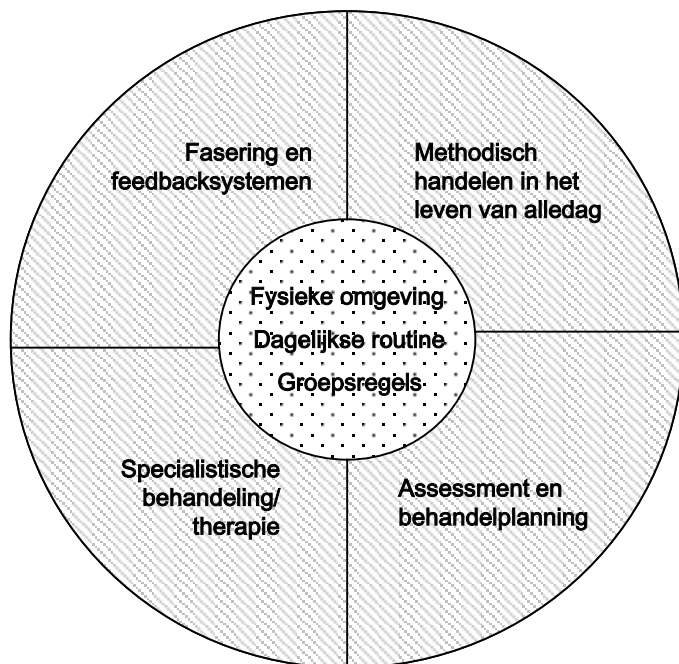 Fasering en
feedbacksystemen
Methodisch
handelen in het
leven van alledag
Fysieke omgeving
Dagelijkse routine
Groepsregels
Specialistische
behandeling/
therapie
Assessment en
behandelplanning